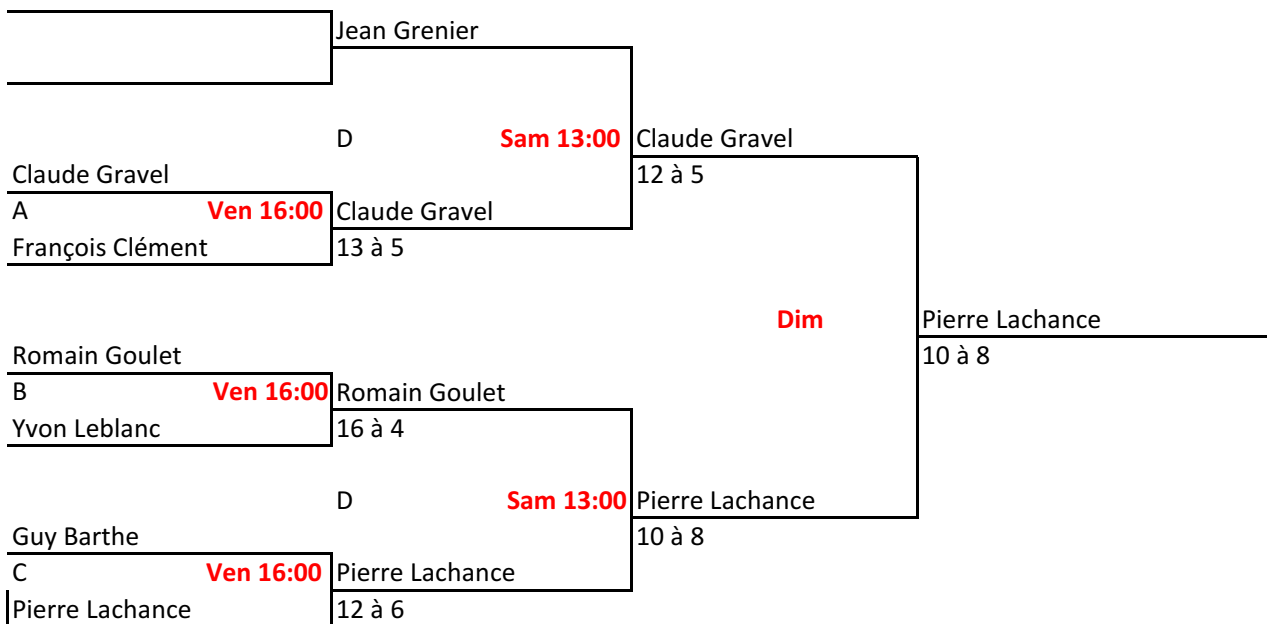 Jean Grenier
D Sam 13:00 Claude Gravel
Claude Gravel 12 à 5
A Ven 16:00 Claude Gravel
François Clément 13 à 5
Dim Pierre Lachance
Romain Goulet 10 à 8
B Ven 16:00 Romain Goulet
Yvon Leblanc 16 à 4
D Sam 13:00 Pierre Lachance
Guy Barthe 10 à 8
C Ven 16:00 Pierre Lachance
Pierre Lachance 12 à 6